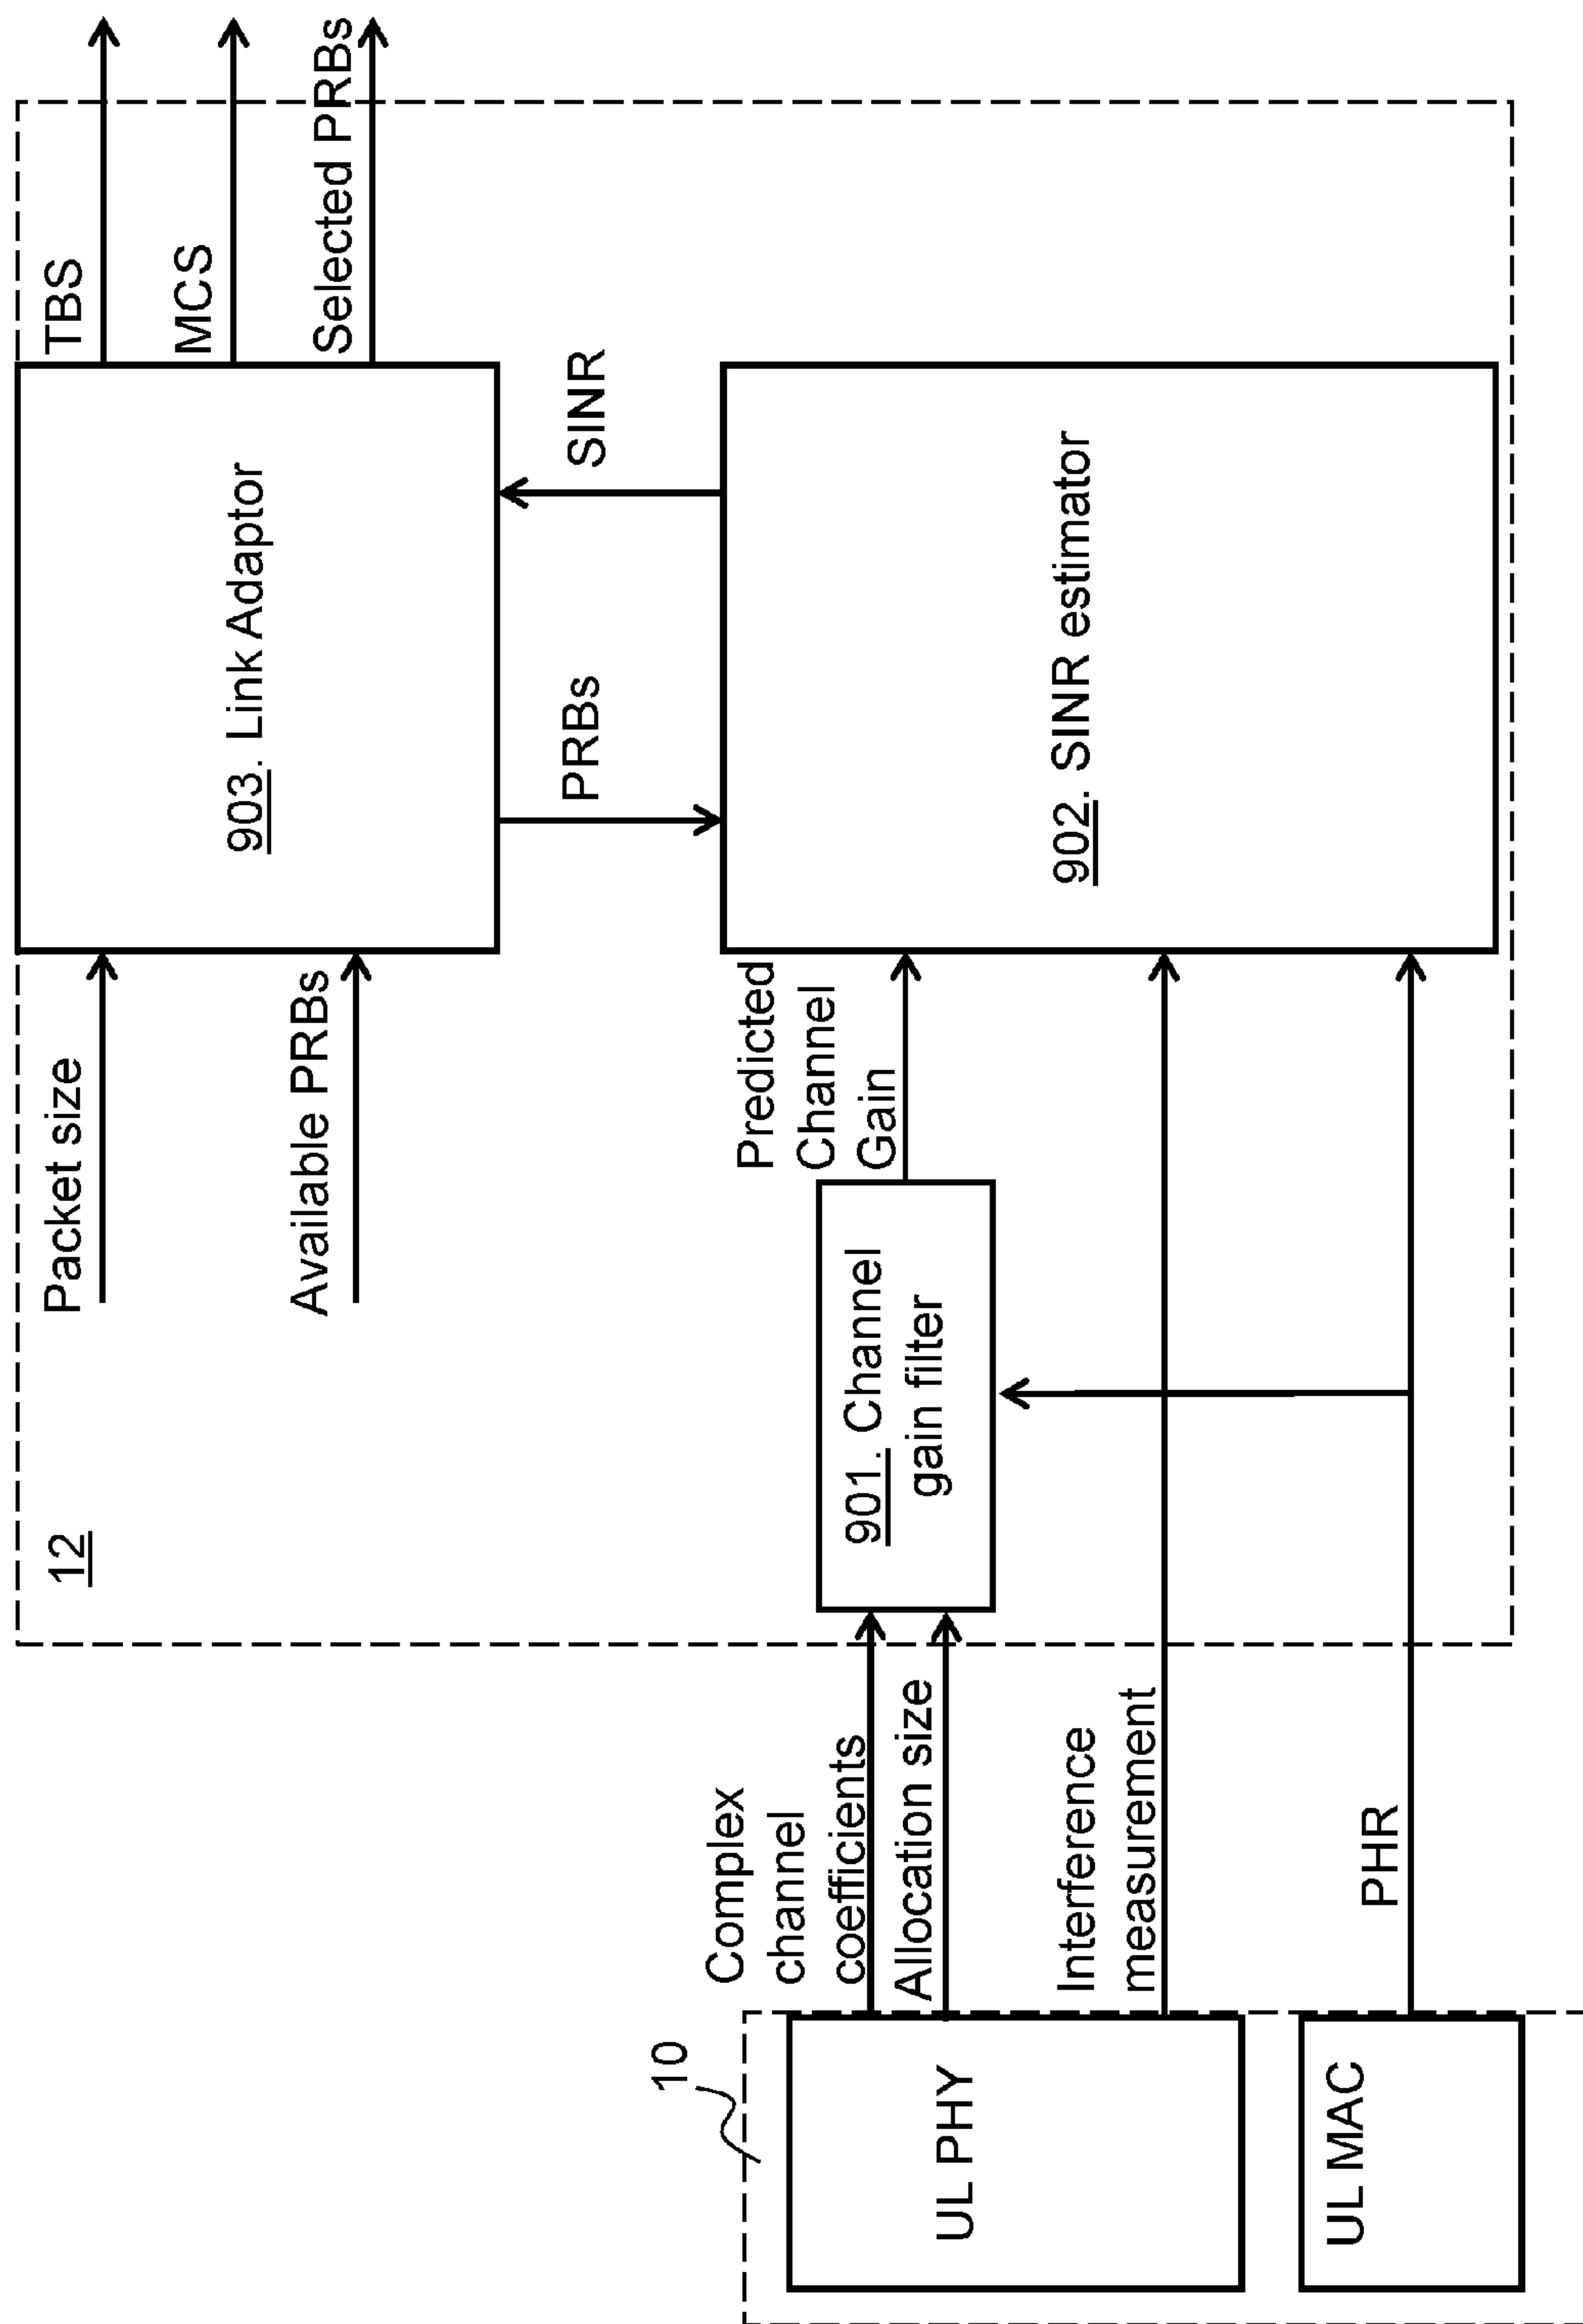 12
Packet size
Available PRBs
903. Link Adaptor
TBS
MCS
Selected PRBs
PRBs
SINR
10
UL PHY
UL MAC
Complex
channel
coefficients
Allocation size
Interference
measurement
PHR
901. Channel
gain filter
Predicted
Channel
Gain
902. SINR estimator